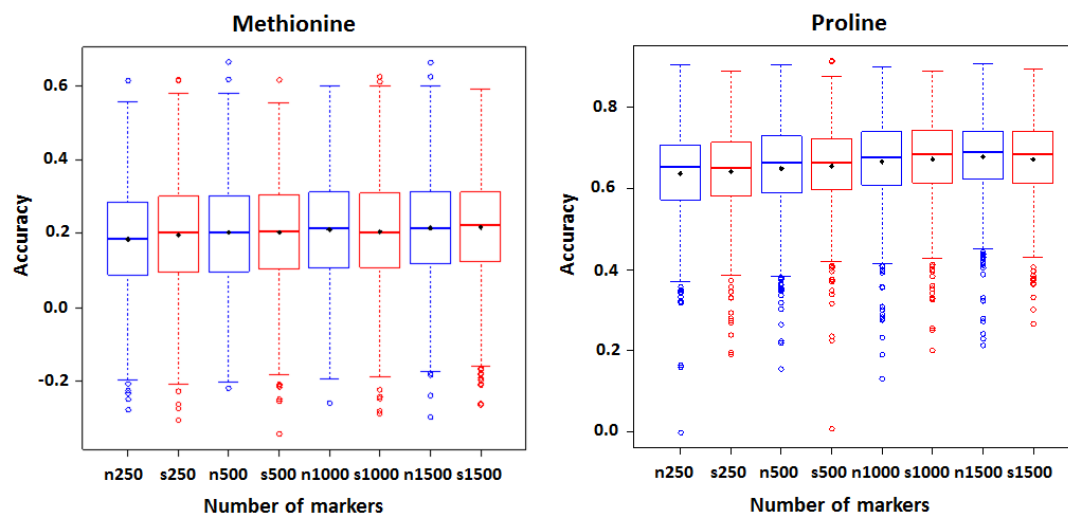 Methionine
Accuracy
0.6
0.4
0.2
0.0
-0.2
n250 s250 n500 s500 n1000 s1000 n1500 s1500
Number of markers
Proline
Accuracy
0.8
0.6
0.4
0.2
0.0
n250 s250 n500 s500 n1000 s1000 n1500 s1500
Number of markers